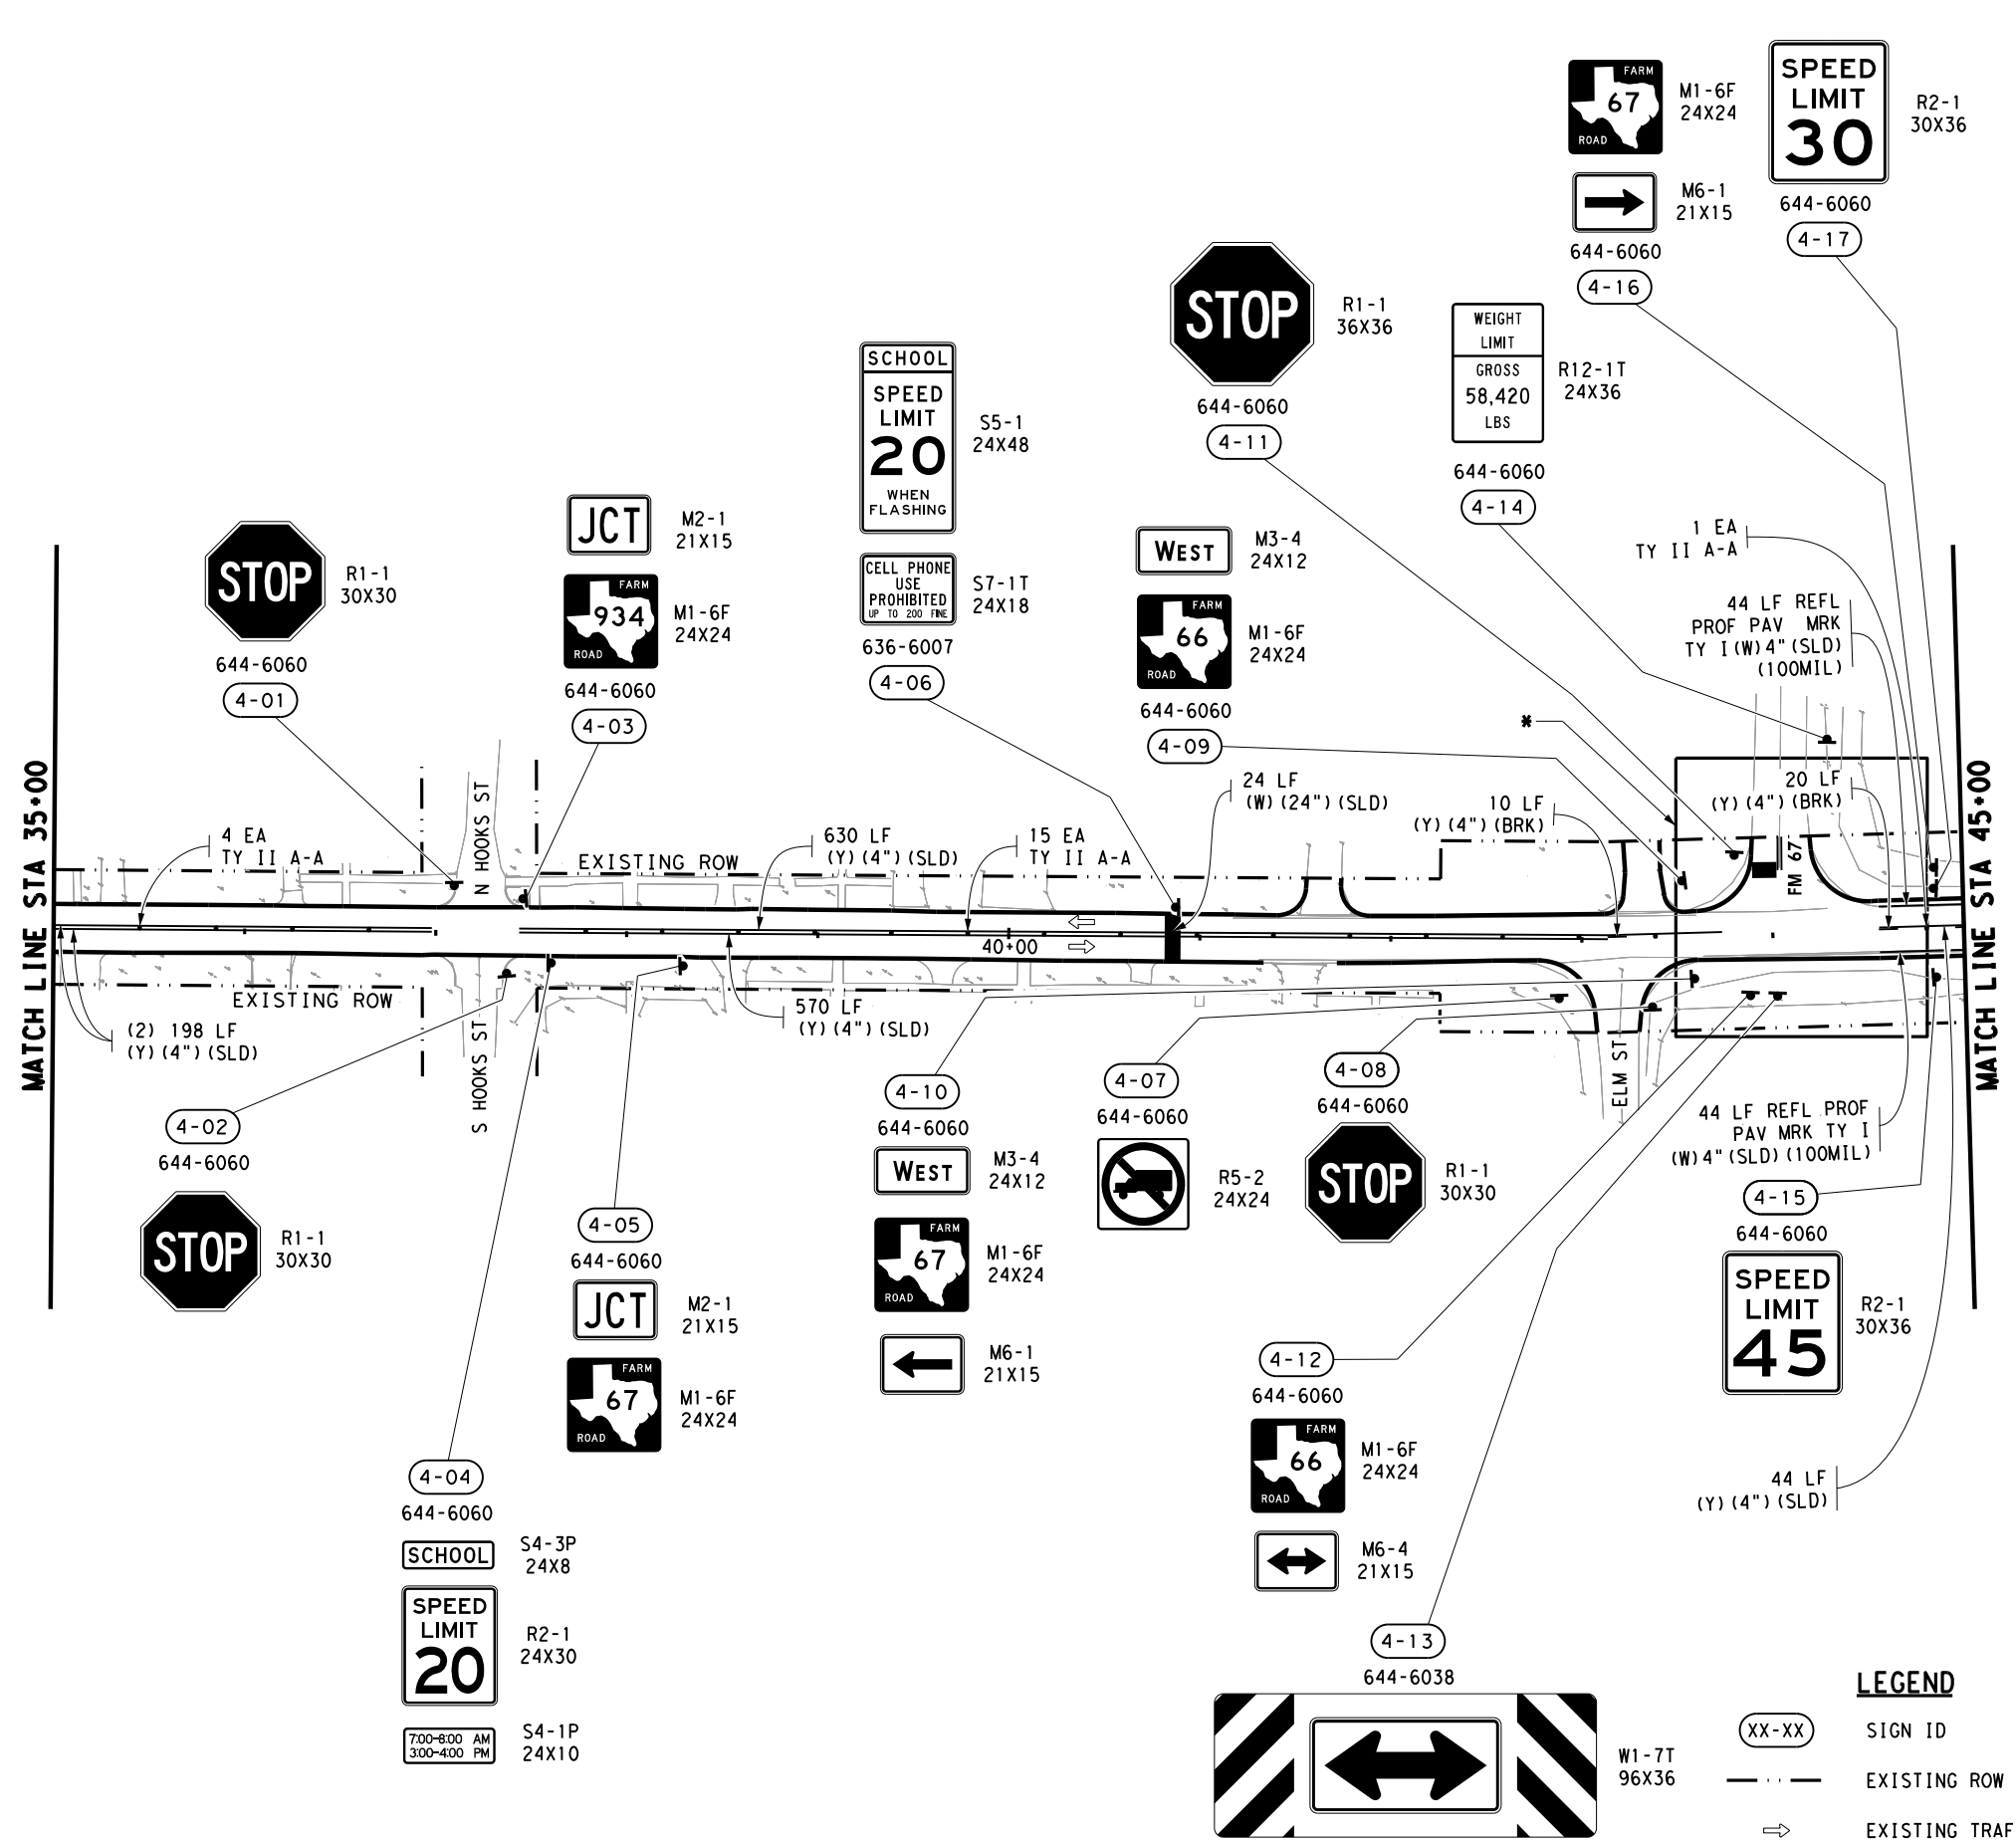 FARM
67
ROAD
M1-6F
24X24
M6-1
21X15
644-6060
4-16
SPEED
LIMIT
30
R2-1
30X36
644-6060
4-17
STOP
R1-1
36X36
644-6060
4-11
WEIGHT
LIMIT
GROSS
58,420
LBS
R12-1T
24X36
644-6060
4-14
SCHOOL
SPEED
LIMIT
20
WHEN
FLASHING
S5-1
24X48
CELL PHONE
USE
PROHIBITED
UP TO 200 FINE
S7-1T
24X18
636-6007
4-06
STOP
R1-1
30X30
644-6060
4-01
JCT
M2-1
21X15
FARM
934
ROAD
M1-6F
24X24
644-6060
4-03
WEST
M3-4
24X12
FARM
66
ROAD
M1-6F
24X24
644-6060
4-09
1 EA
TY II A-A
44 LF REFL
PROF PAV MRK
TY I(W)4"(SLD)
(100MIL)
*
MATCH LINE STA 35+00
4 EA
TY II A-A
N HOOKS ST
EXISTING ROW
630 LF
(Y)(4")(SLD)
15 EA
TY II A-A
24 LF
(W)(24")(SLD)
10 LF
(Y)(4")(BRK)
20 LF
(Y)(4")(BRK)
FM 67
MATCH LINE STA 45+00
40+00
EXISTING ROW
(2) 198 LF
(Y)(4")(SLD)
S HOOKS ST
570 LF
(Y)(4")(SLD)
ELM ST
4-02
644-6060
STOP
R1-1
30X30
4-05
644-6060
JCT
M2-1
21X15
FARM
67
ROAD
M1-6F
24X24
4-10
644-6060
WEST
M3-4
24X12
FARM
67
ROAD
M1-6F
24X24
M6-1
21X15
4-07
644-6060
R5-2
24X24
4-08
644-6060
STOP
R1-1
30X30
44 LF REFL PROF
PAV MRK TY I
(W)4"(SLD)(100MIL)
4-15
644-6060
SPEED
LIMIT
45
R2-1
30X36
4-12
644-6060
FARM
66
ROAD
M1-6F
24X24
M6-4
21X15
44 LF
(Y)(4")(SLD)
4-04
644-6060
SCHOOL
S4-3P
24X8
SPEED
LIMIT
20
R2-1
24X30
7:00-8:00 AM
3:00-4:00 PM
S4-1P
24X10
4-13
644-6038
W1-7T
96X36
LEGEND
XX-XX
SIGN ID
EXISTING ROW
EXISTING TRAF